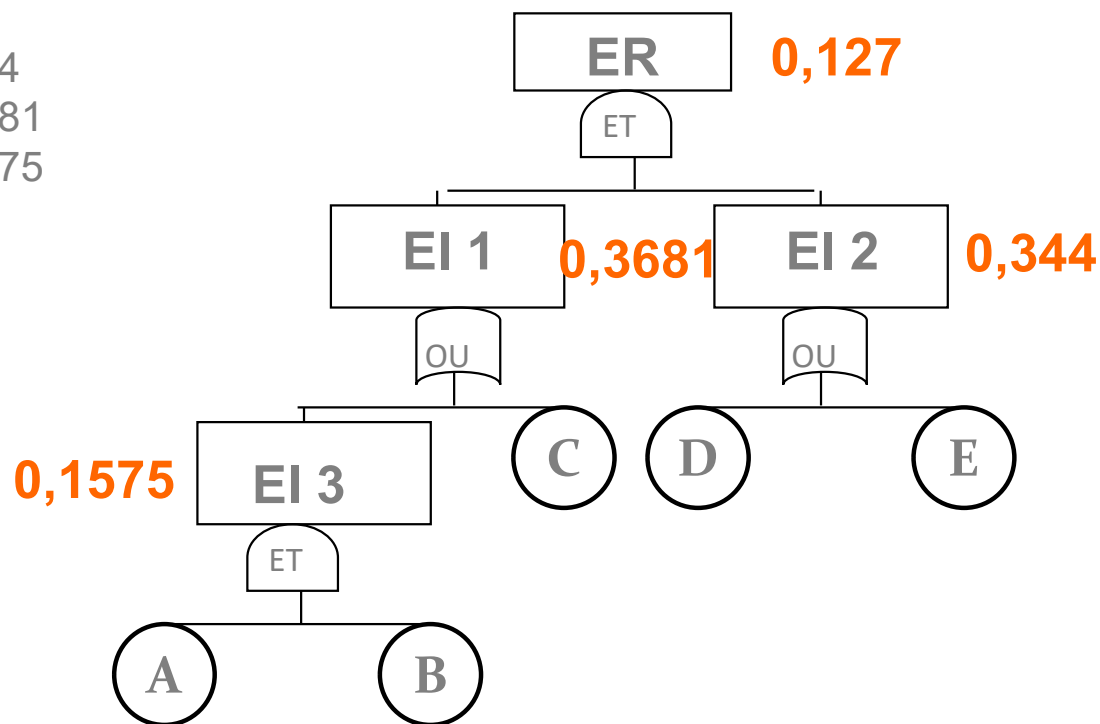 4
81
75
ER 0,127
ET
EI 1 0,3681 EI 2 0,344
OU OU
C D E
0,1575 EI 3
ET
A B